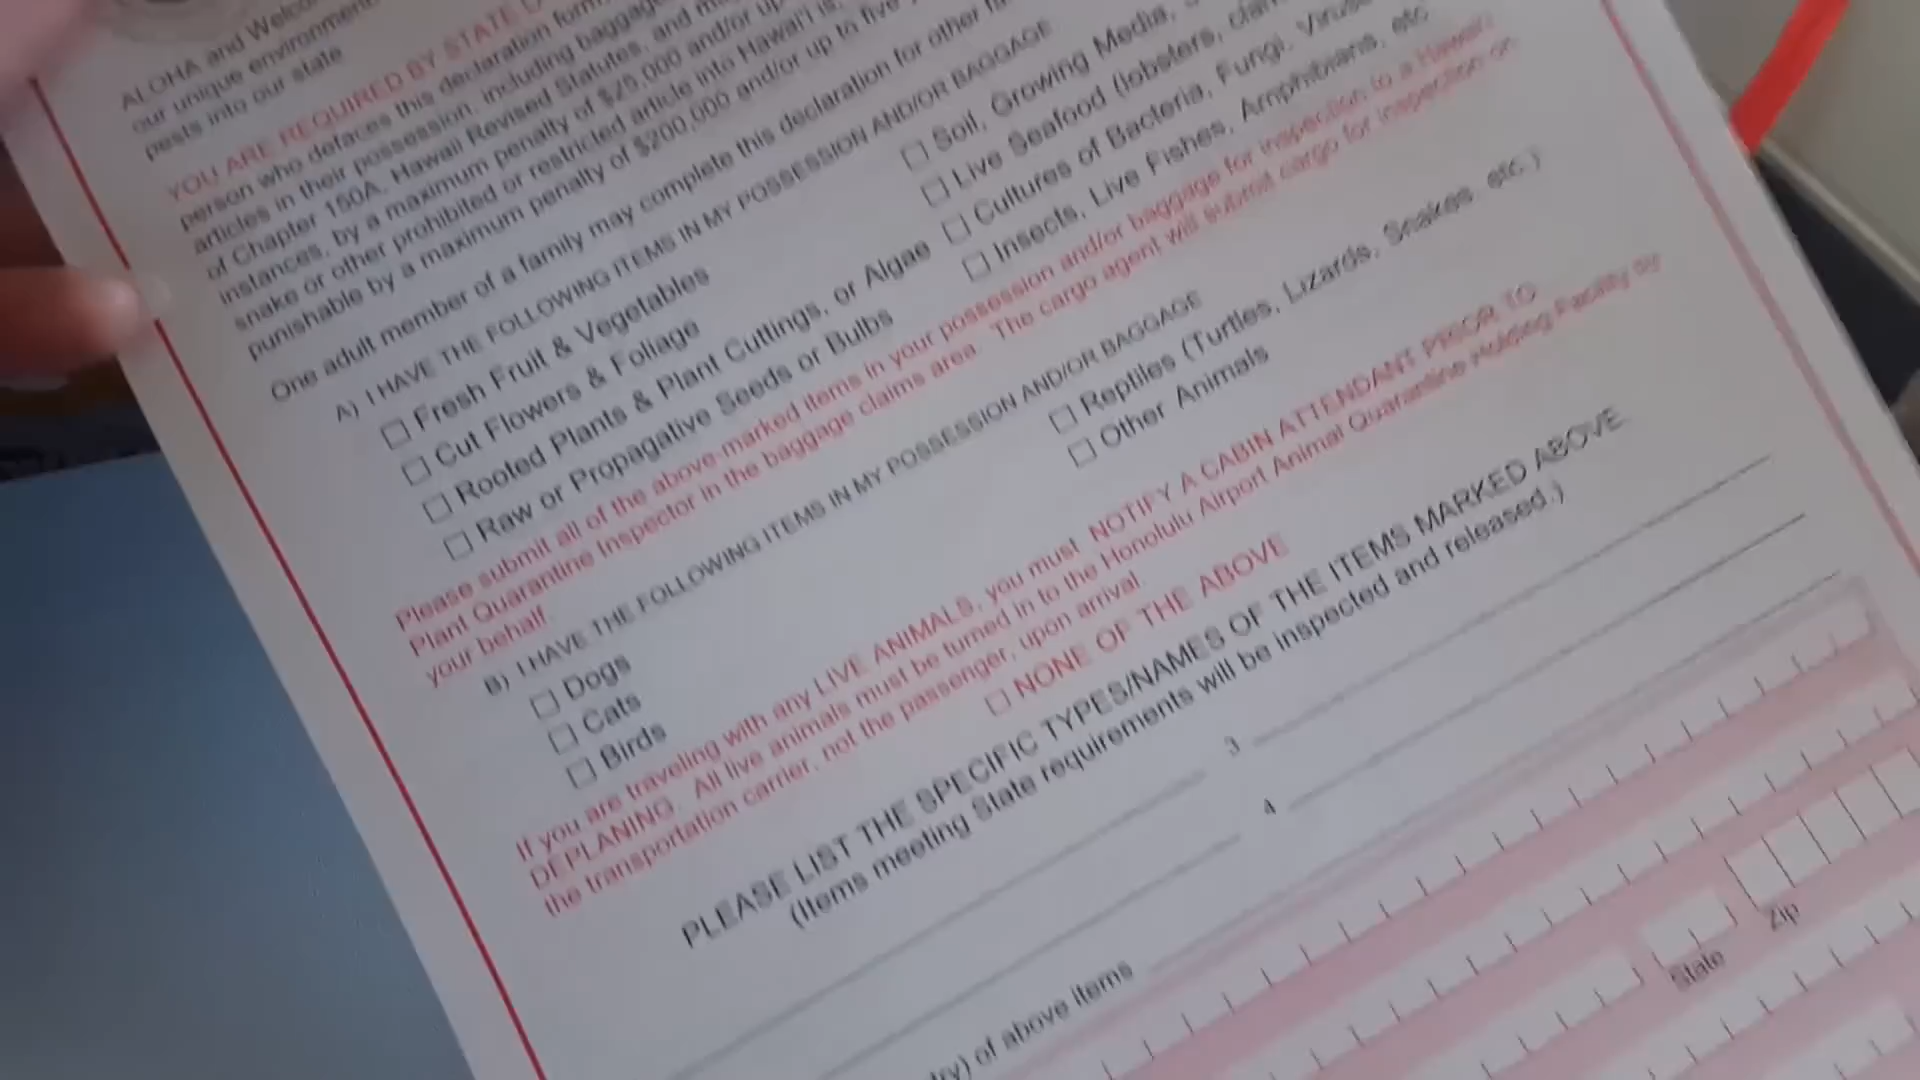 ALOHA and Welco
our unique environment.
pests into our state
YOU ARE REQUIRED BY STATE
person who defaces this declaration form
articles in their possession, including baggage
of Chapter 150A, Hawaii Revised Statutes, and
instances, by a maximum penalty of $25,000 and/or up
snake or other prohibited or restricted article into Hawai'i is
punishable by a maximum penalty of $200,000 and/or up to five
One adult member of a family may complete this declaration for other
A) I HAVE THE FOLLOWING ITEMS IN MY POSSESSION AND/OR BAGGAGE
Fresh Fruit & Vegetables
Cut Flowers & Foliage
Rooted Plants & Plant Cuttings, or Algae
Raw or Propagative Seeds or Bulbs
Soil, Growing Media,
Live Seafood (lobsters, clam
Cultures of Bacteria, Fungi, Viruse
Insects, Live Fishes, Amphibians, etc
Please submit all of the above-marked items in your possession and/or baggage for inspection to a Hawaii
Plant Quarantine Inspector in the baggage claims area. The cargo agent will submit cargo for inspection on
your behalf
B) I HAVE THE FOLLOWING ITEMS IN MY POSSESSION AND/OR BAGGAGE
Dogs
Cats
Birds
Reptiles (Turtles, Lizards, Snakes, etc.)
Other Animals
If you are traveling with any LIVE ANIMALS, you must NOTIFY A CABIN ATTENDANT PRIOR TO
DEPLANING. All live animals must be turned in to the Honolulu Airport Animal Quarantine Holding Facility by
the transportation carrier, not the passenger, upon arrival.
NONE OF THE ABOVE
PLEASE LIST THE SPECIFIC TYPES/NAMES OF THE ITEMS MARKED ABOVE
(Items meeting State requirements will be inspected and released.)
3
4
try) of above items
State
Zip